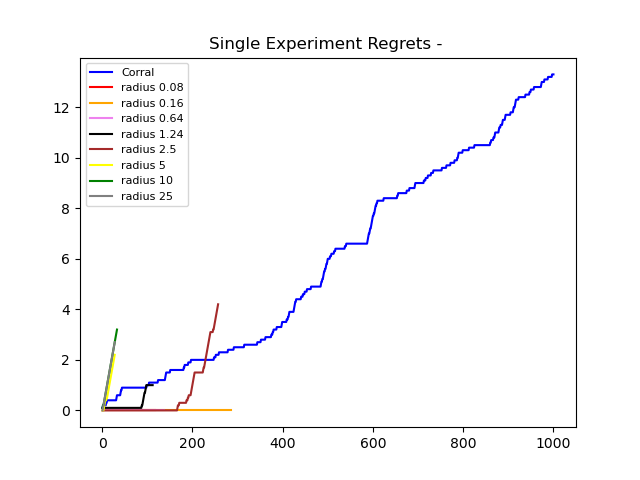 Single Experiment Regrets -
Corral
radius 0.08
radius 0.16
radius 0.64
radius 1.24
radius 2.5
radius 5
radius 10
radius 25
12
10
8
6
4
2
0
0 200 400 600 800 1000